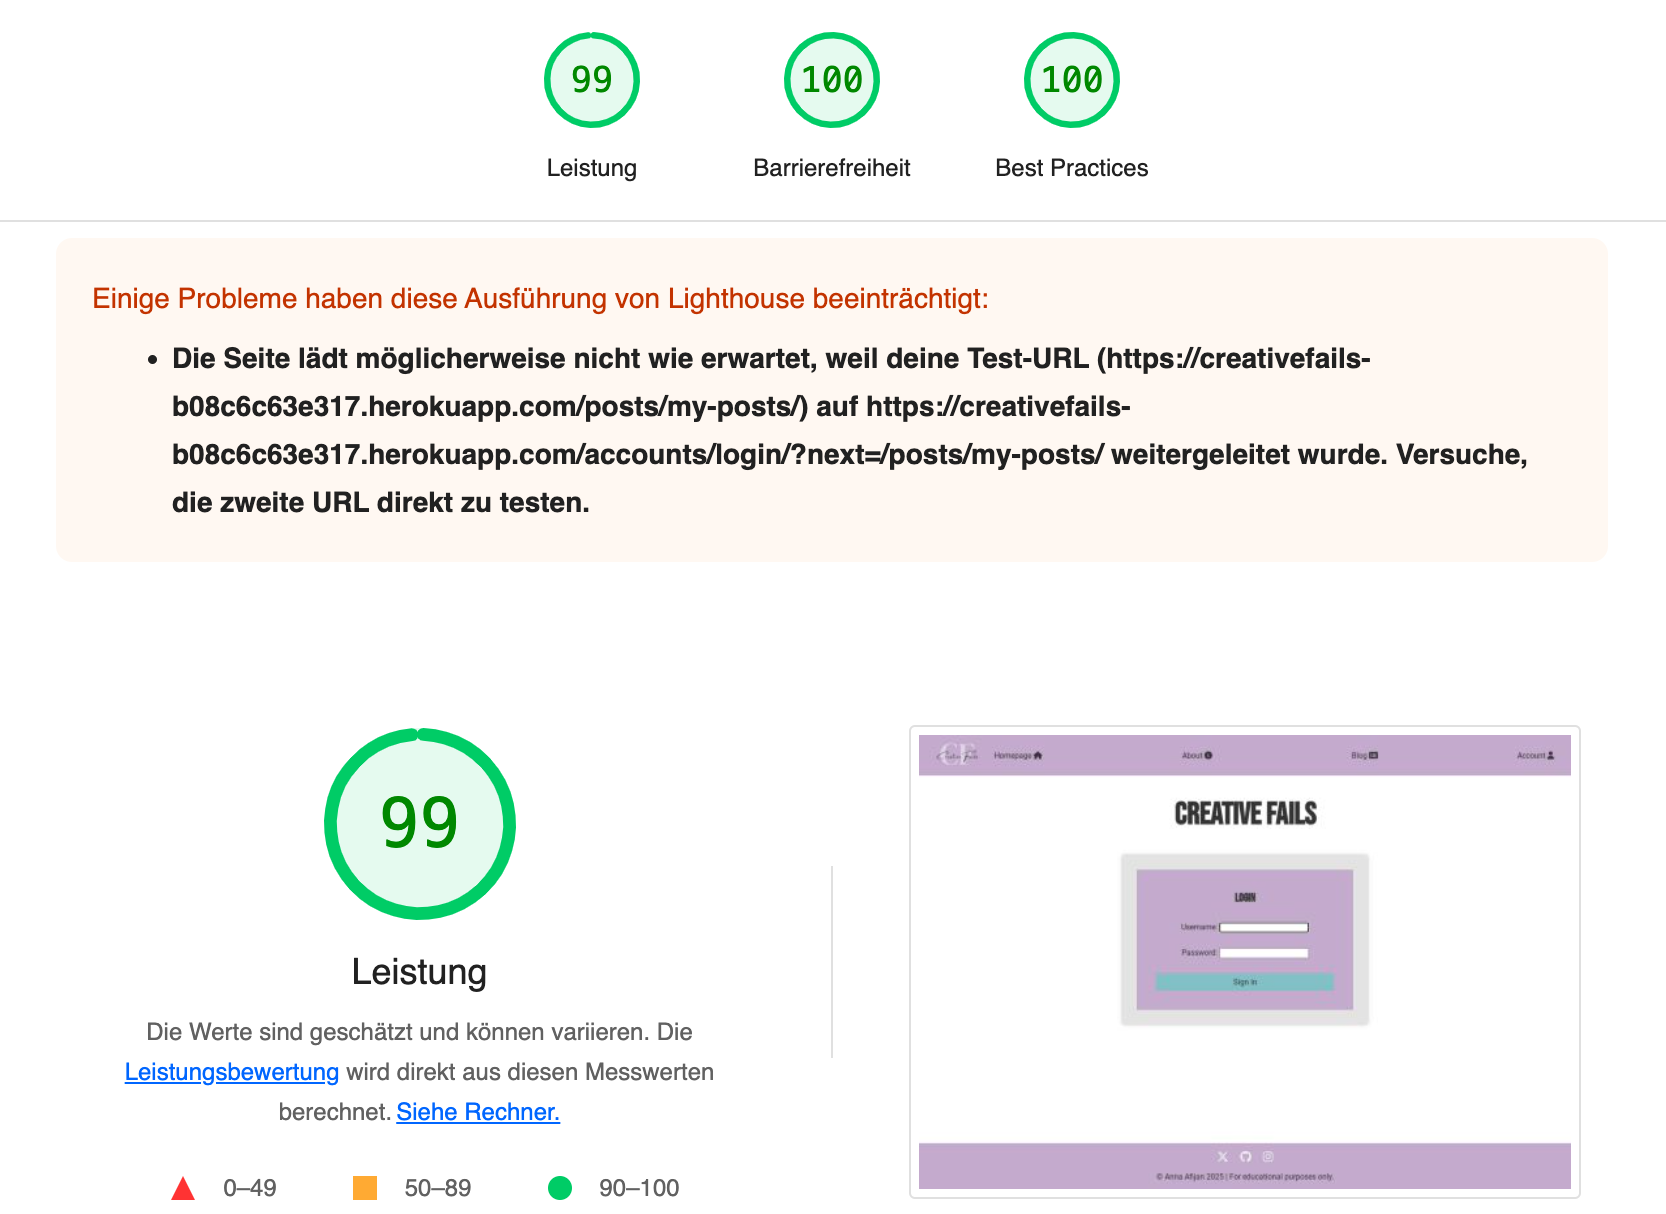 99
100
100
Leistung
Barrierefreiheit
Best Practices
Einige Probleme haben diese Ausführung von Lighthouse beeinträchtigt:
Die Seite lädt möglicherweise nicht wie erwartet, weil deine Test-URL (https://creativefails-
b08c6c63e317.herokuapp.com/posts/my-posts/) auf https://creativefails-
b08c6c63e317.herokuapp.com/accounts/login/?next=/posts/my-posts/ weitergeleitet wurde. Versuche,
die zweite URL direkt zu testen.
99
Leistung
Die Werte sind geschätzt und können variieren. Die
Leistungsbewertung wird direkt aus diesen Messwerten
berechnet. Siehe Rechner.
0–49
50–89
90–100
CF
Homepage
About
Blog
Account
CREATIVE FAILS
LOGIN
Username:
Password:
Sign In
© Anna Afijan 2025 | For educational purposes only.